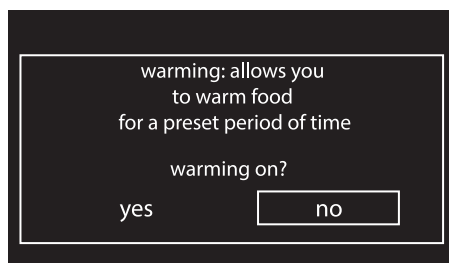 warming: allows you
to warm food
for a preset period of time
warming on?
yes no